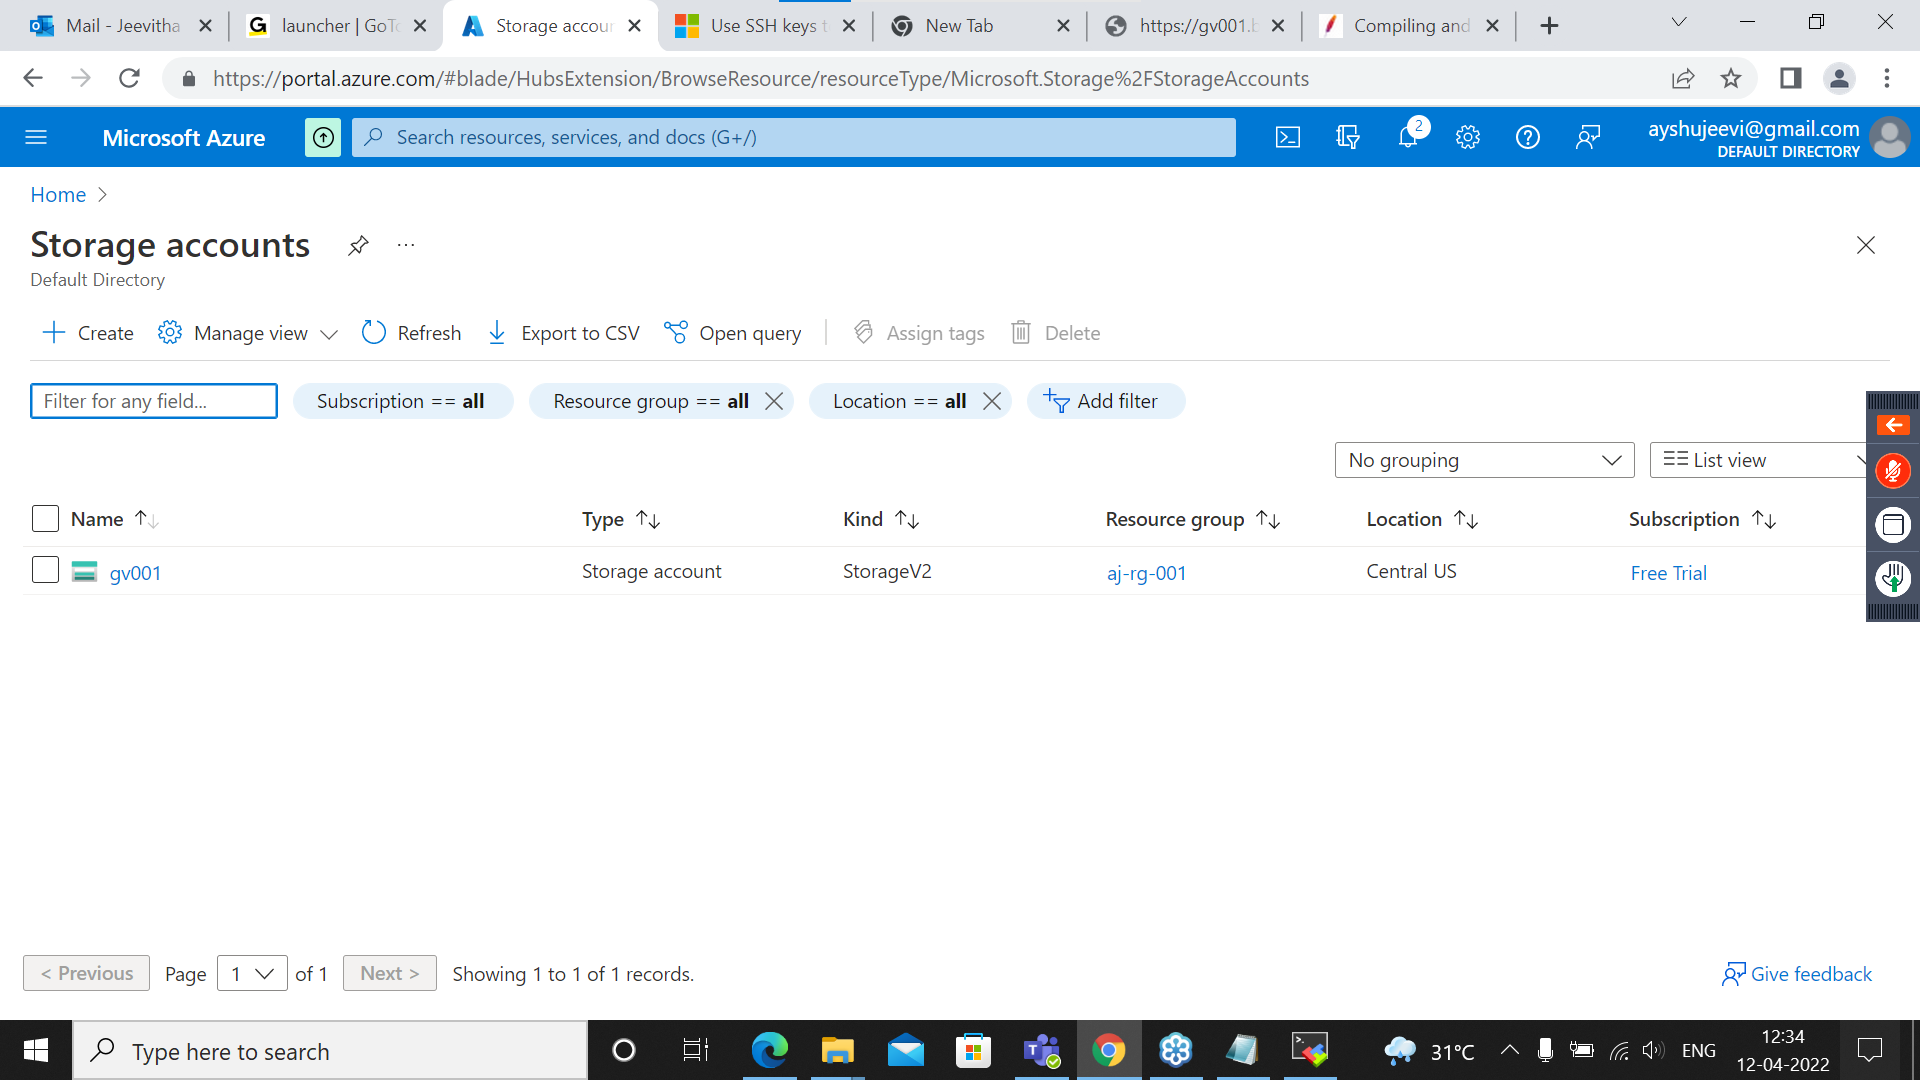 Mail - Jeevitha
launcher | GoTo
Storage accour
Use SSH keys t
New Tab
https://gv001.b
Compiling and
https://portal.azure.com/#blade/HubsExtension/BrowseResource/resourceType/Microsoft.Storage%2FStorageAccounts
Microsoft Azure
Search resources, services, and docs (G+/)
2
ayshujeevi@gmail.com
DEFAULT DIRECTORY
Home
Storage accounts
Default Directory
Create Manage view Refresh Export to CSV Open query Assign tags Delete
Filter for any field...
Subscription == all
Resource group == all
Location == all
Add filter
No grouping
List view
Name Type Kind Resource group Location Subscription
gv001 Storage account StorageV2 aj-rg-001 Central US Free Trial
< Previous Page 1 of 1 Next > Showing 1 to 1 of 1 records.
Give feedback
Type here to search
31°C
ENG
12:34
12-04-2022